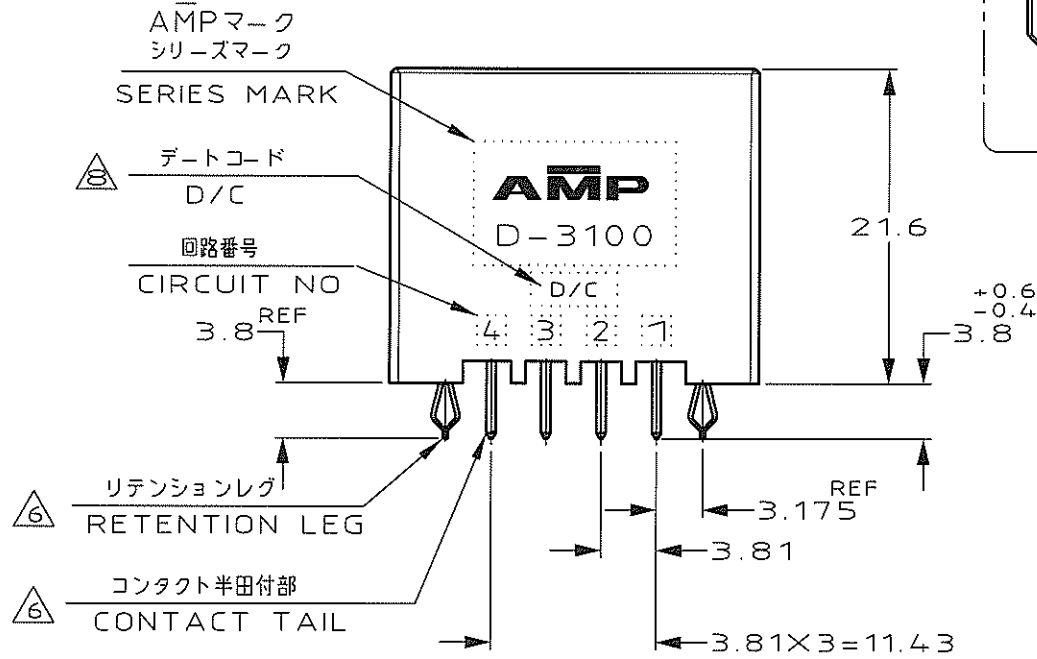 AMPマーク
シリーズマーク
SERIES MARK
8
デートコード
D/C
回路番号
CIRCUIT NO
3.8 REF
AMP
D-3100
D/C
4 3 2 1
21.6
+0.6
-0.4
3.8
6
リテンションレグ
RETENTION LEG
6
コンタクト半田付部
CONTACT TAIL
3.175 REF
3.81
3.81X3=11.43